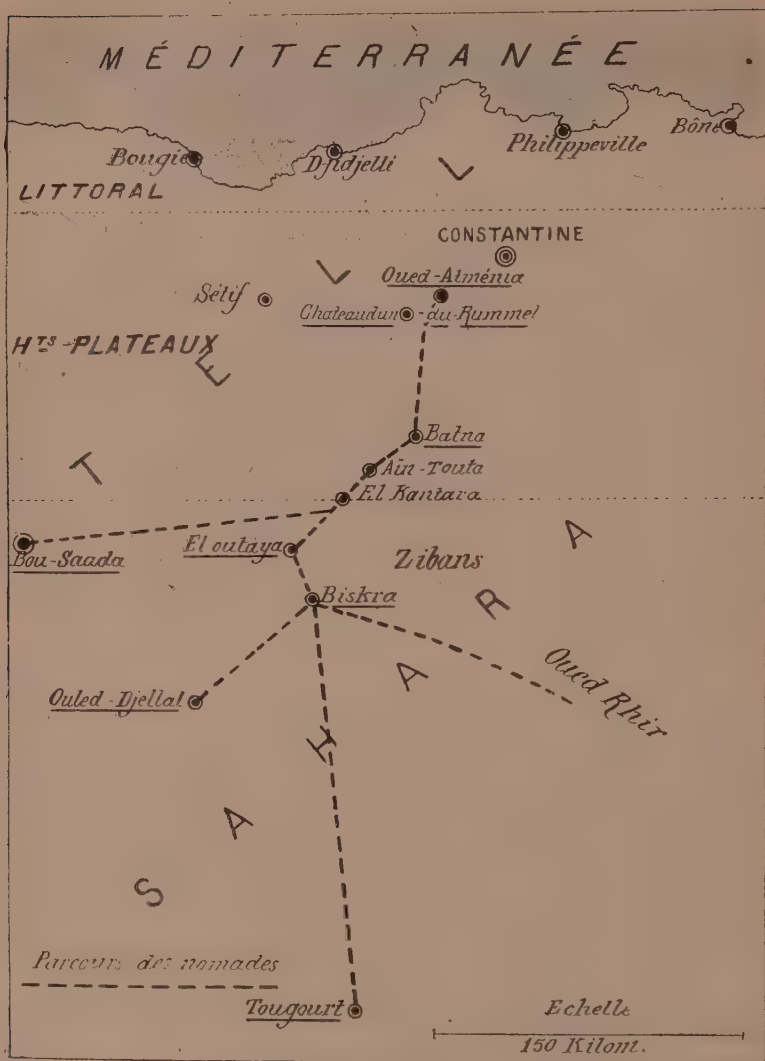 MÉDITERRANÉE
Bougie
Djidjelli
Philippeville
Bône
LITTORAL
CONSTANTINE
Oued-Alménia
Sétif
Chateaudun-du-Rummel
HTS-PLATEAUX
TELL
Batna
Aïn-Touta
El Kantara
Bou-Saada
El outaya
Zibans
Biskra
Oued Rhir
Ouled-Djellal
SAHARA
Parcours des nomades
Tougourt
Echelle
150 Kilom.